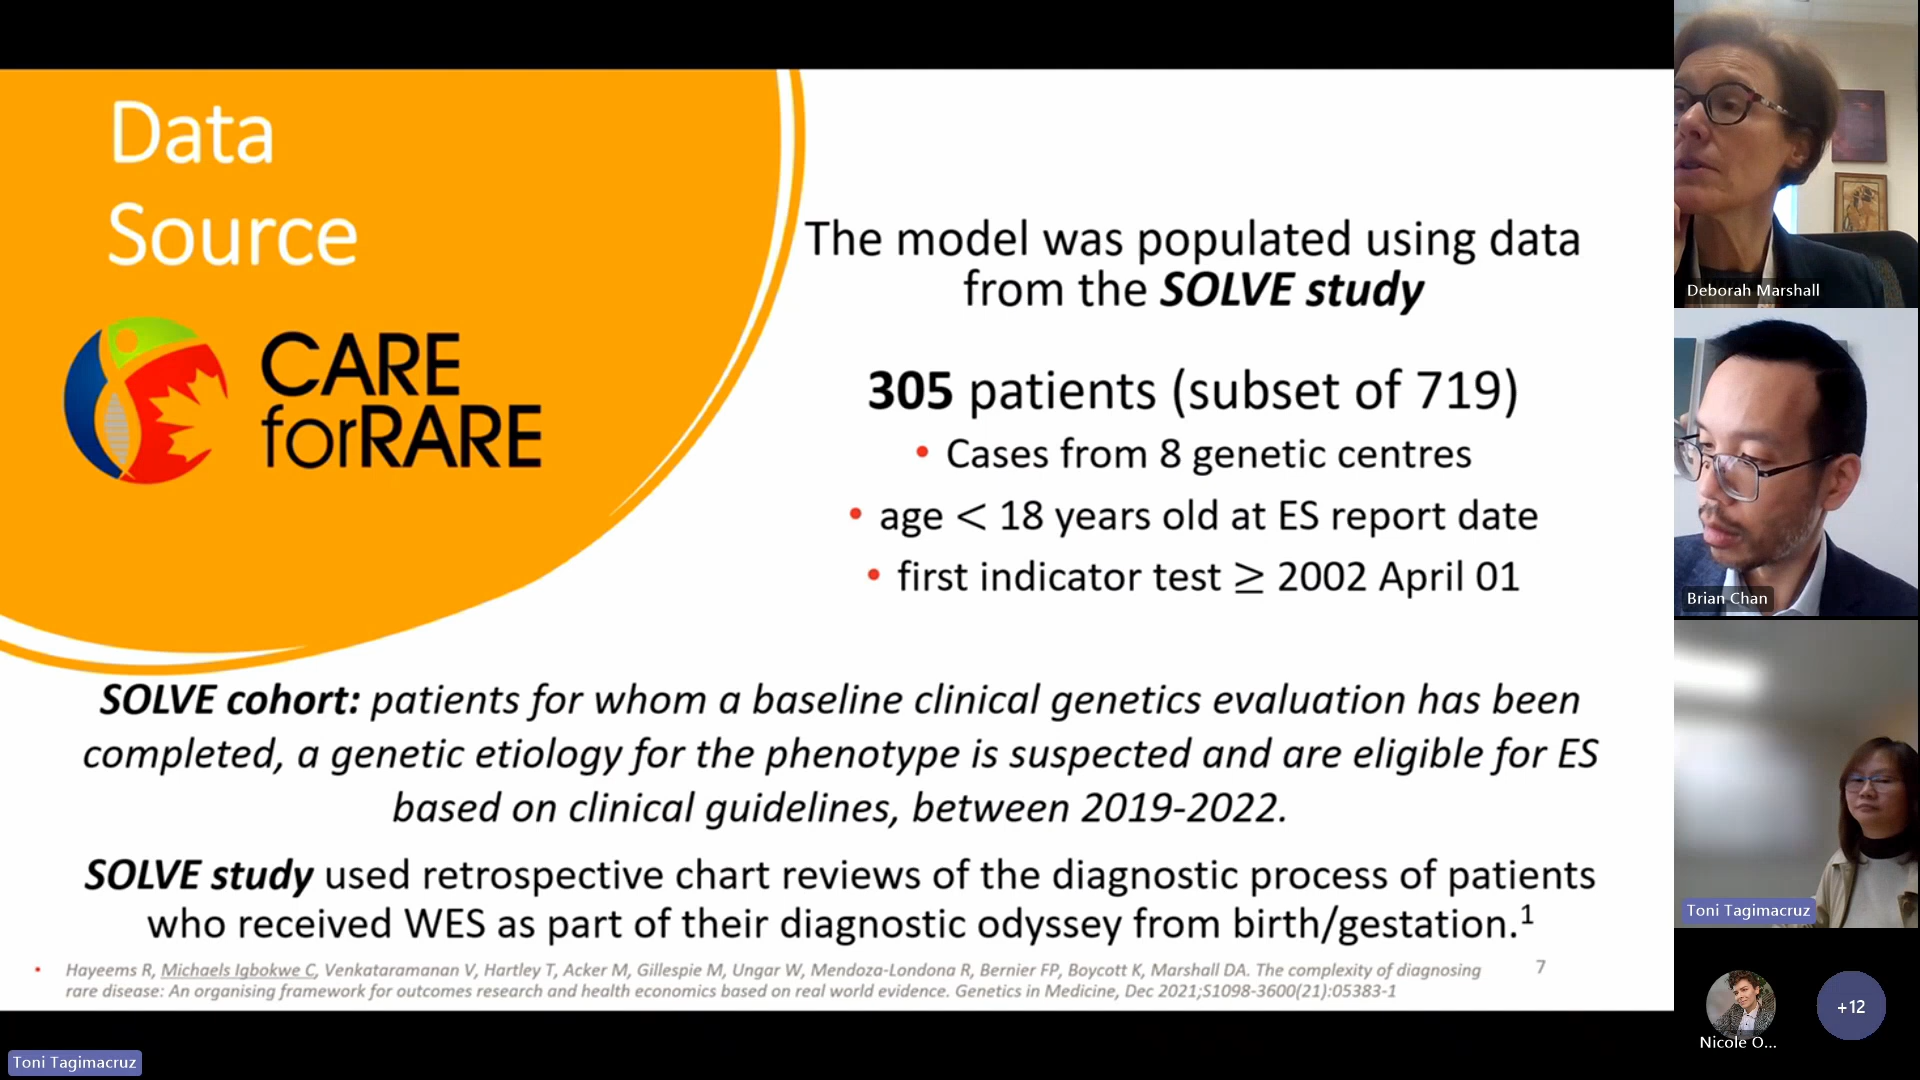 Data
Source
CARE
forRARE
The model was populated using data
from the SOLVE study
305 patients (subset of 719)
• Cases from 8 genetic centres
• age < 18 years old at ES report date
• first indicator test ≥ 2002 April 01
SOLVE cohort: patients for whom a baseline clinical genetics evaluation has been
completed, a genetic etiology for the phenotype is suspected and are eligible for ES
based on clinical guidelines, between 2019-2022.
SOLVE study used retrospective chart reviews of the diagnostic process of patients
who received WES as part of their diagnostic odyssey from birth/gestation.1
• Hayeems R, Michaels Igbokwe C, Venkataramanan V, Hartley T, Acker M, Gillespie M, Ungar W, Mendoza-Londona R, Bernier FP, Boycott K, Marshall DA. The complexity of diagnosing
rare disease: An organising framework for outcomes research and health economics based on real world evidence. Genetics in Medicine, Dec 2021;S1098-3600(21):05383-1
7
Toni Tagimacruz
Deborah Marshall
Brian Chan
Toni Tagimacruz
Nicole O...
+12